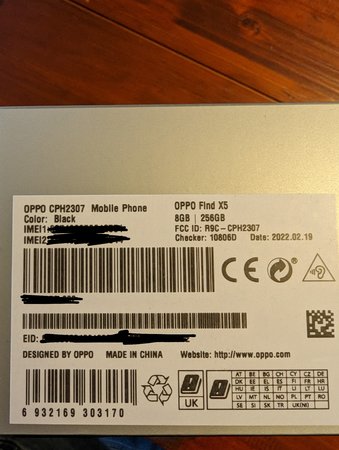 OPPO CPH2307 Mobile Phone
Color: Black
IMEI1:
IMEI2:
OPPO Find X5
8GB | 256GB
FCC ID: R9C-CPH2307
Checker: 10806D Date: 2022.02.19
CE
EID:
DESIGNED BY OPPO MADE IN CHINA Website: http://www.oppo.com
6 932169 303170
UK
AT BE BG CH CY CZ
DE DK EE EL ES FI FR
HR HU IE IS IT LI LT
LV MT NL NO PL PT RO
SE SI SK TR UK(NI)